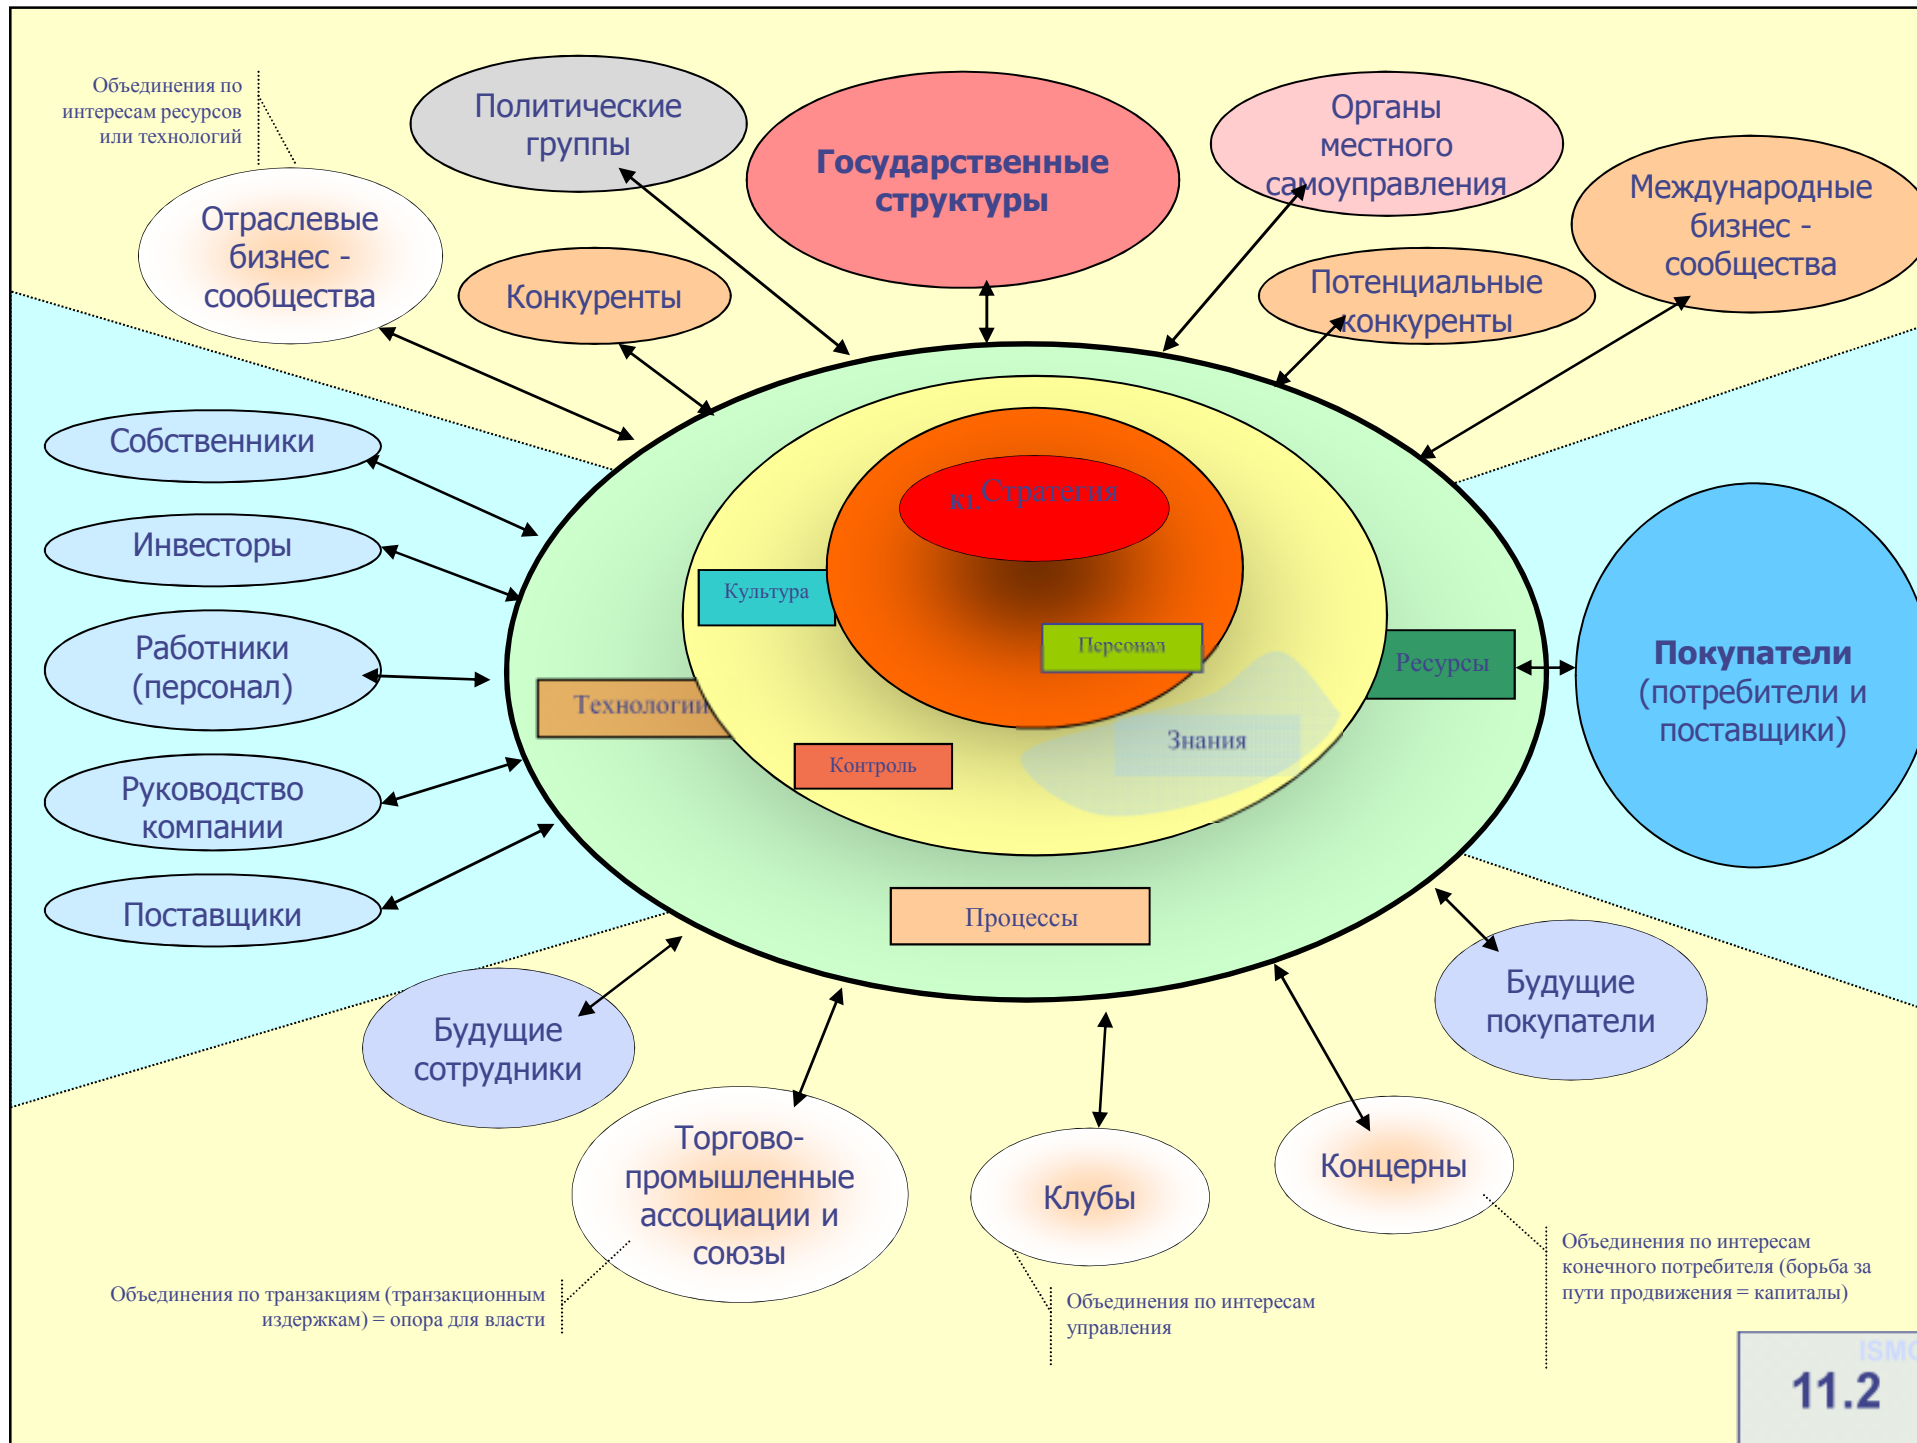 Объединения по
интересам ресурсов
или технологий
Политические
группы
Государственные
структуры
Органы
местного
самоуправления
Международные
бизнес -
сообщества
Отраслевые
бизнес -
сообщества
Конкуренты
Потенциальные
конкуренты
Собственники
Инвесторы
Работники
(персонал)
Руководство
компании
Поставщики
Стратегия
Культура
Персонал
Ресурсы
Технологии
Знания
Контроль
Процессы
Покупатели
(потребители и
поставщики)
Будущие
сотрудники
Будущие
покупатели
Торгово-
промышленные
ассоциации и
союзы
Клубы
Концерны
Объединения по транзакциям (транзакционным
издержкам) = опора для власти
Объединения по интересам
управления
Объединения по интересам
конечного потребителя (борьба за
пути продвижения = капиталы)
11.2